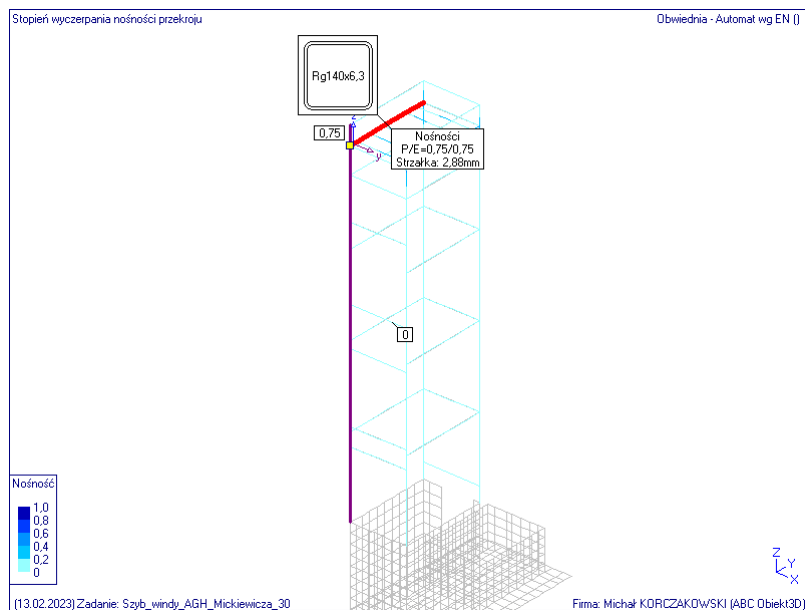 Stopień wyczerpania nośności przekroju
Obwiednia - Automat wg EN ()
Rg140x6,3
0,75
z
y
Nośności
P/E=0,75/0,75
Strzałka: 2,88mm
0
Nośność
1,0
0,8
0,6
0,4
0,2
0
Z
Y
X
(13.02.2023) Zadanie: Szyb_windy_AGH_Mickiewicza_30
Firma: Michał KORCZAKOWSKI (ABC Obiekt3D)